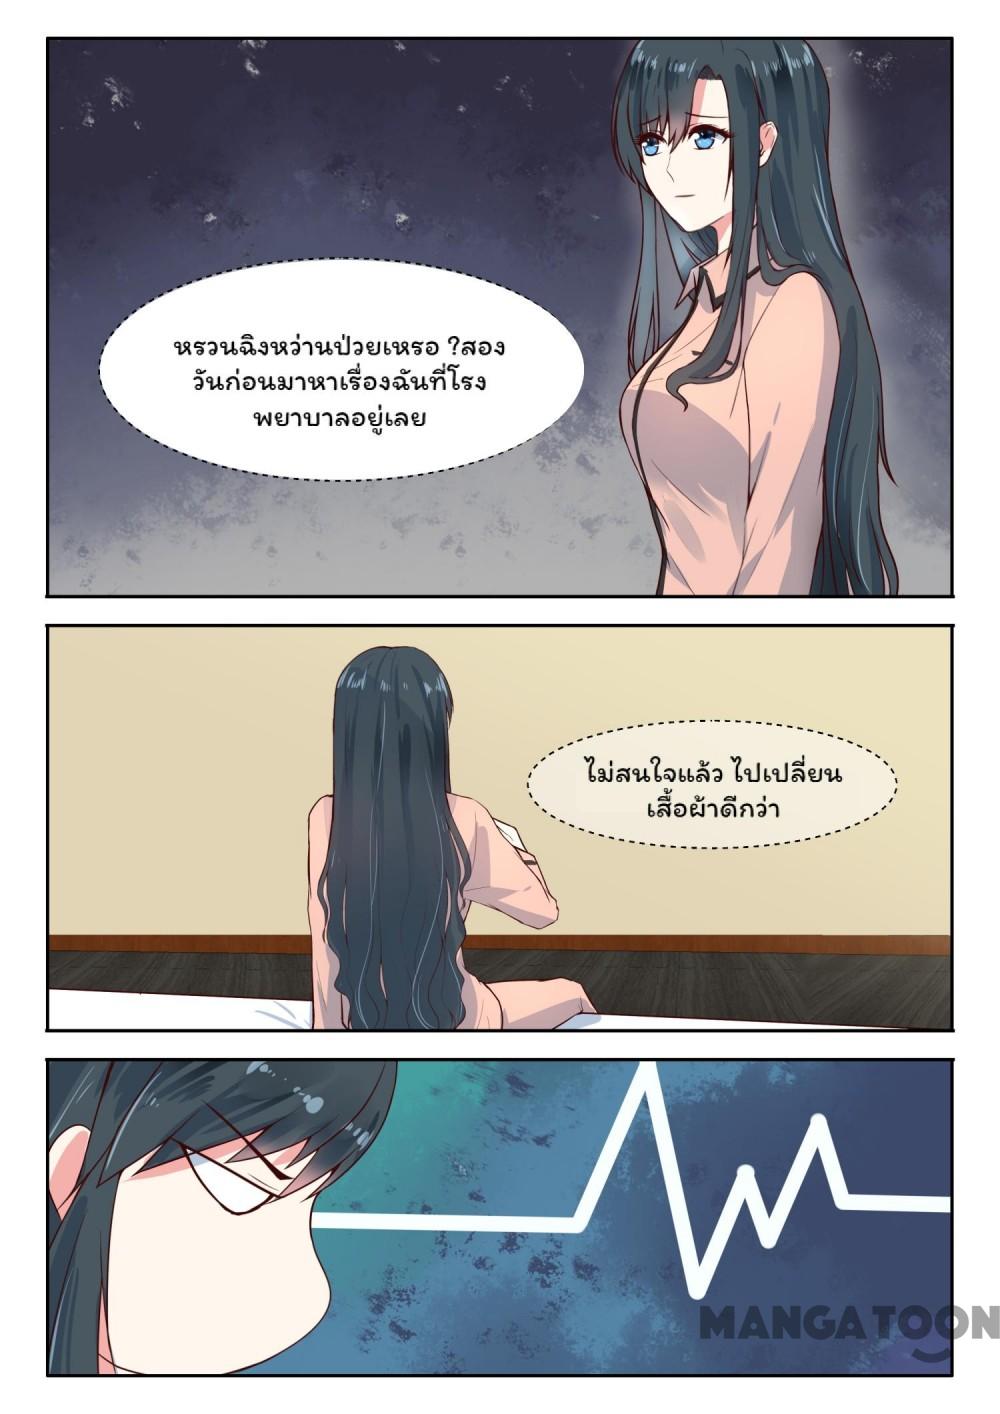 หรวนฉิงหว่านป่วยเหรอ ?สอง
วันก่อนมาหาเรื่องฉันที่โรง
พยาบาลอยู่เลย
ไม่สนใจแล้ว ไปเปลี่ยน
เสื้อผ้าดีกว่า
MANGATOON